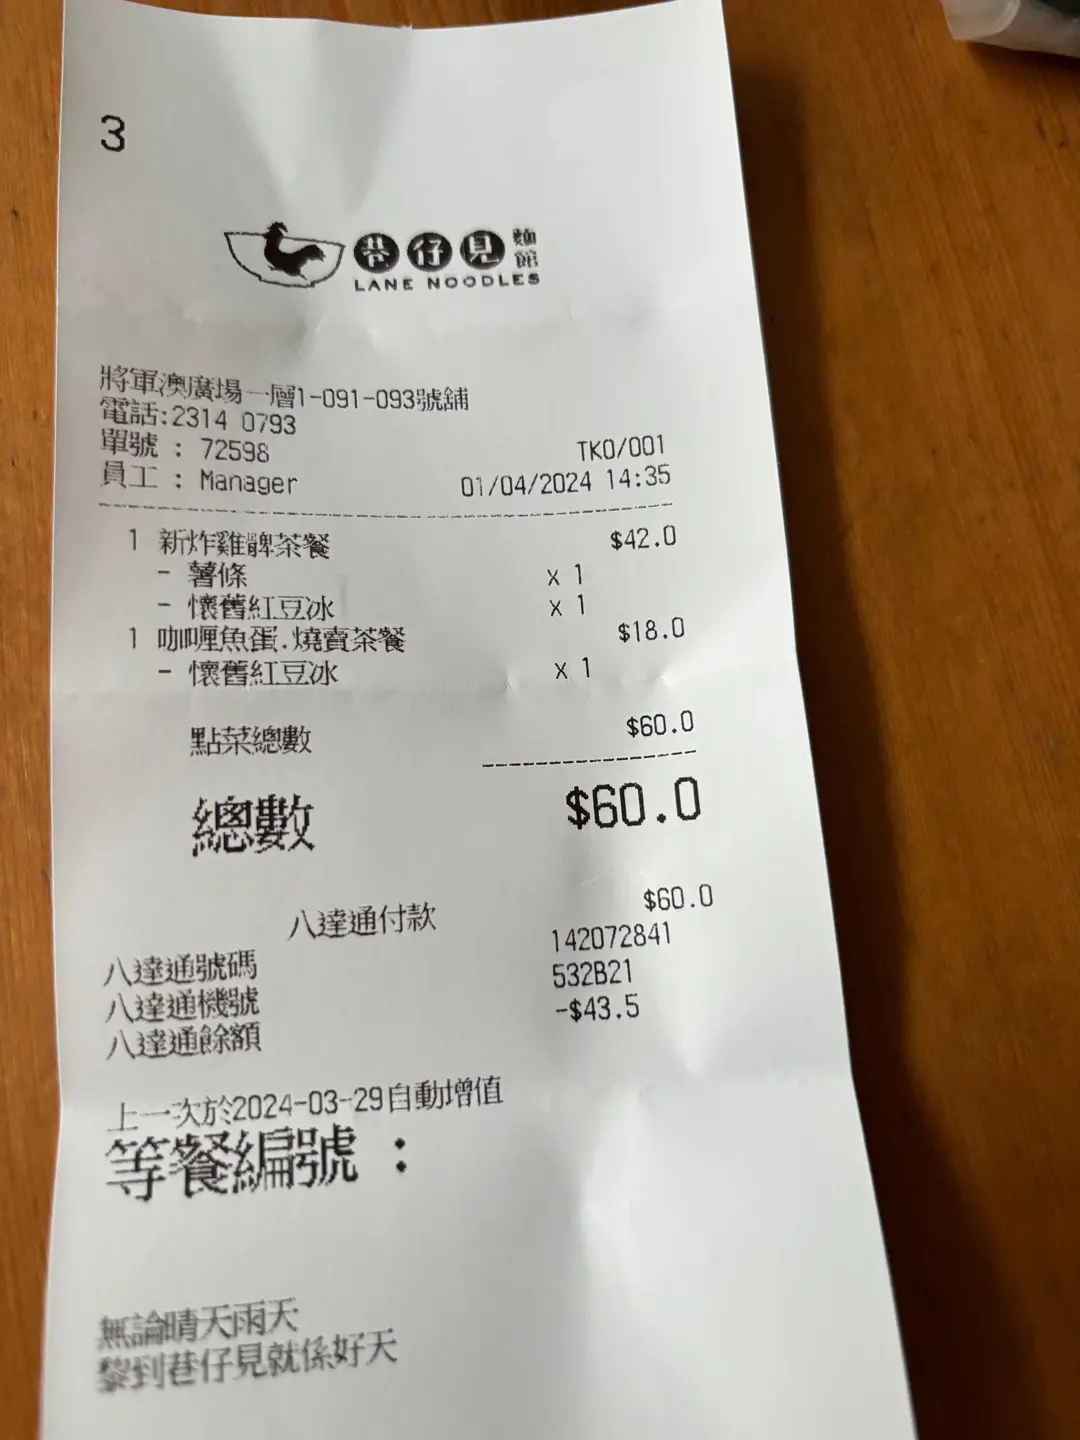 3
巷仔見 麵館
LANE NOODLES
將軍澳廣場一層1-091-093號舖
電話:2314 0793
單號 : 72598 TKO/001
員工 : Manager 01/04/2024 14:35
1 新炸雞髀茶餐 $42.0
- 薯條 x 1
- 懷舊紅豆冰 x 1
1 咖喱魚蛋.燒賣茶餐 $18.0
- 懷舊紅豆冰 x 1
點菜總數 $60.0
總數 $60.0
八達通付款 $60.0
八達通號碼 142072841
八達通機號 532B21
八達通餘額 -$43.5
上一次於2024-03-29自動增值
等餐編號 :
無論晴天雨天
黎到巷仔見就係好天